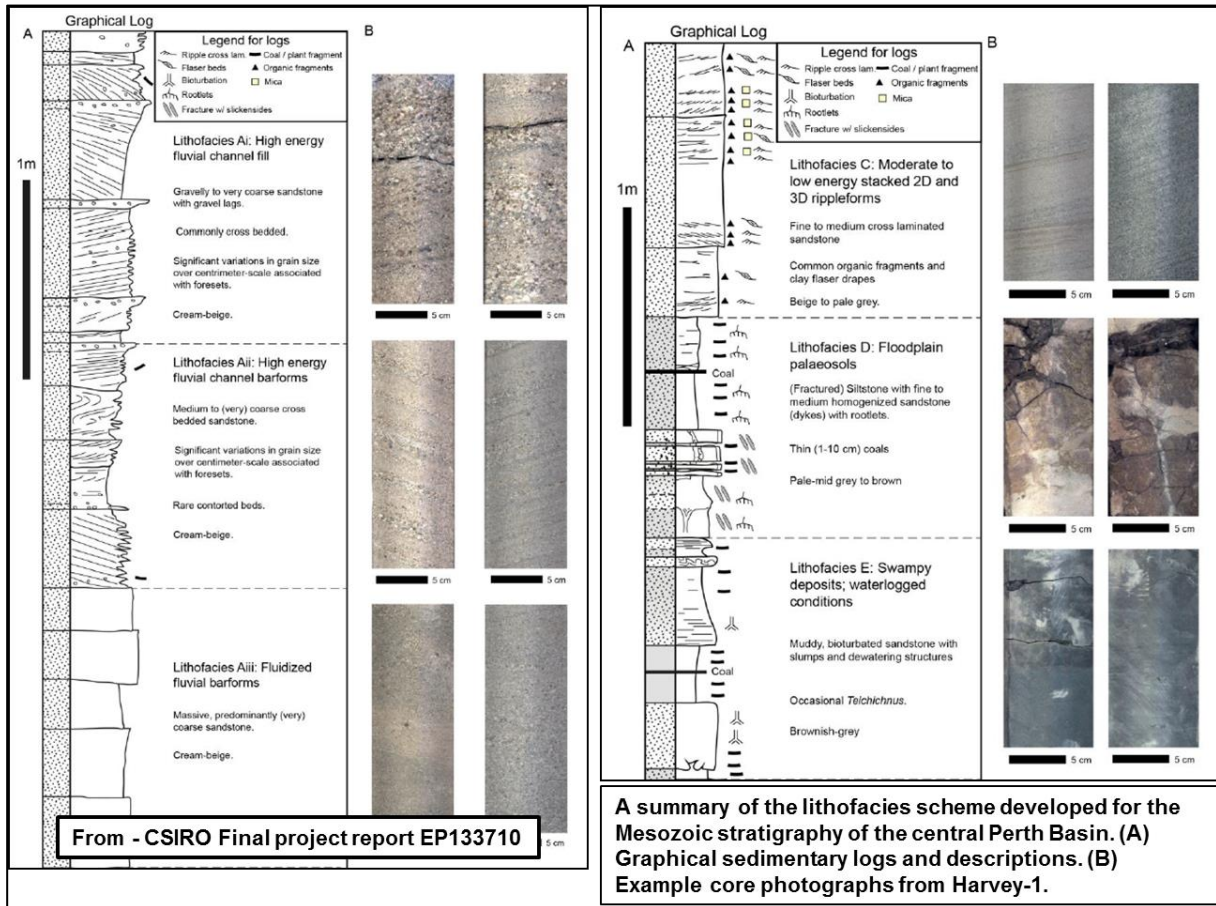 Graphical Log
A
B
Legend for logs
Ripple cross lam.
Coal / plant fragment
Flaser beds
Organic fragments
Bioturbation
Mica
Rootlets
Fracture w/ slickensides
1m
Lithofacies Ai: High energy
fluvial channel fill
Gravelly to very coarse sandstone
with gravel lags.
Commonly cross bedded.
Significant variations in grain size
over centimeter-scale associated
with foresets.
Cream-beige.
5 cm
5 cm
Lithofacies Aii: High energy
fluvial channel barforms
Medium to (very) coarse cross
bedded sandstone.
Significant variations in grain size
over centimeter-scale associated
with foresets.
Rare contorted beds.
Cream-beige.
5 cm
5 cm
Lithofacies Aiii: Fluidized
fluvial barforms
Massive, predominantly (very)
coarse sandstone.
Cream-beige.
From - CSIRO Final project report EP133710
5 cm
Graphical Log
A
B
Legend for logs
Ripple cross lam.
Coal / plant fragment
Flaser beds
Organic fragments
Bioturbation
Mica
Rootlets
Fracture w/ slickensides
1m
Lithofacies C: Moderate to
low energy stacked 2D and
3D rippleforms
Fine to medium cross laminated
sandstone
Common organic fragments and
clay flaser drapes
Beige to pale grey.
5 cm
5 cm
Lithofacies D: Floodplain
palaeosols
Coal
(Fractured) Siltstone with fine to
medium homogenized sandstone
(dykes) with rootlets.
Thin (1-10 cm) coals
Pale-mid grey to brown
5 cm
5 cm
Lithofacies E: Swampy
deposits; waterlogged
conditions
Muddy, bioturbated sandstone with
slumps and dewatering structures
Coal
Occasional Teichichnus.
Brownish-grey
5 cm
5 cm
A summary of the lithofacies scheme developed for the
Mesozoic stratigraphy of the central Perth Basin. (A)
Graphical sedimentary logs and descriptions. (B)
Example core photographs from Harvey-1.